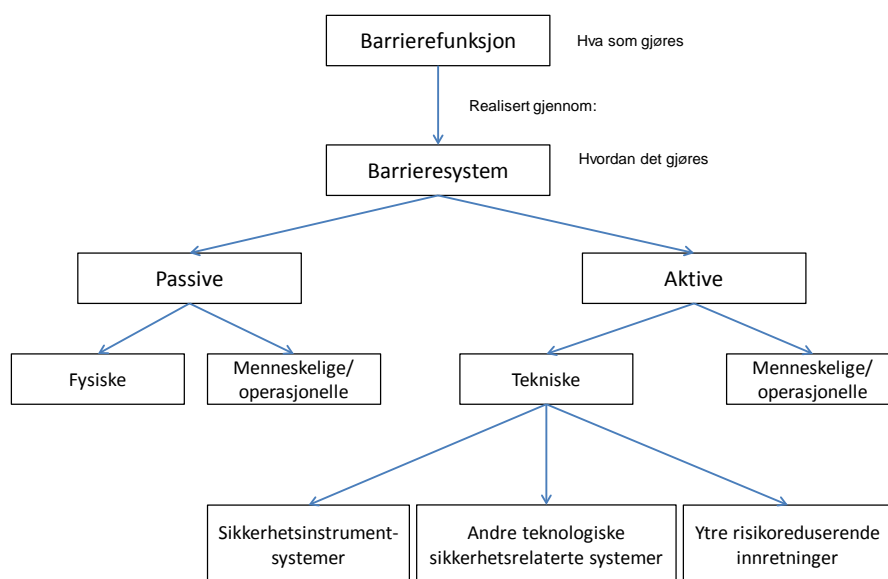 Barrierefunksjon
Hva som gjøres
Realisert gjennom:
Barrieresystem
Hvordan det gjøres
Passive
Aktive
Fysiske
Menneskelige/
operasjonelle
Tekniske
Menneskelige/
operasjonelle
Sikkerhetsinstrument-
systemer
Andre teknologiske
sikkerhetsrelaterte systemer
Ytre risikoreduserende
innretninger